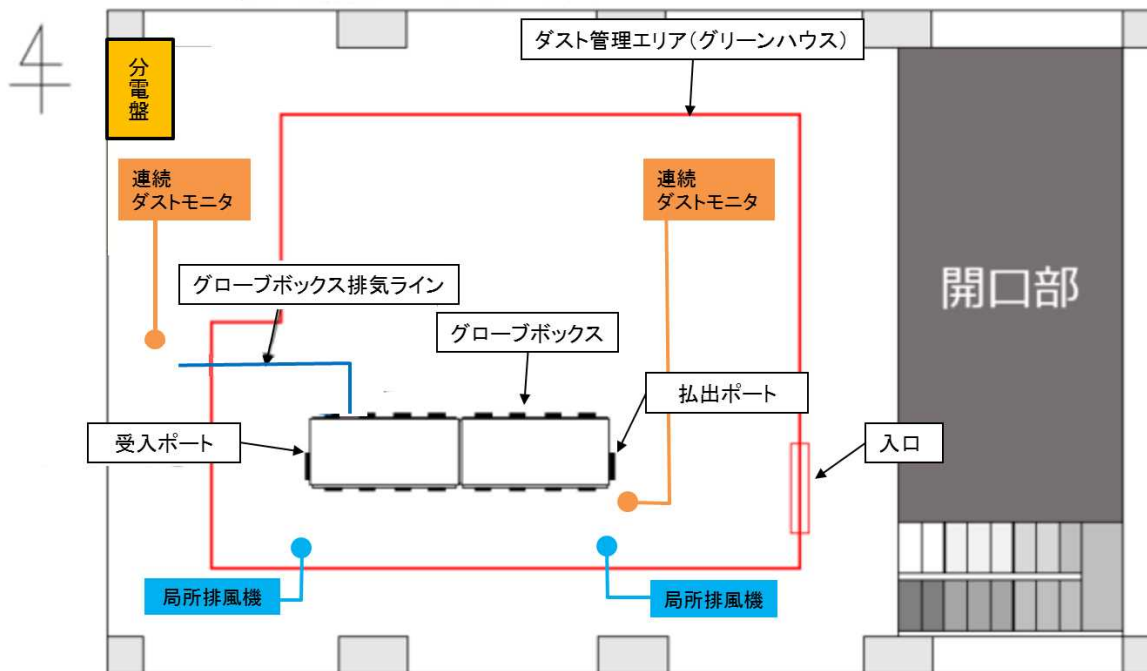 ダスト管理エリア(グリーンハウス)
分電盤
連続
ダストモニタ
連続
ダストモニタ
グローブボックス排気ライン
開口部
グローブボックス
払出ポート
受入ポート
入口
局所排風機
局所排風機